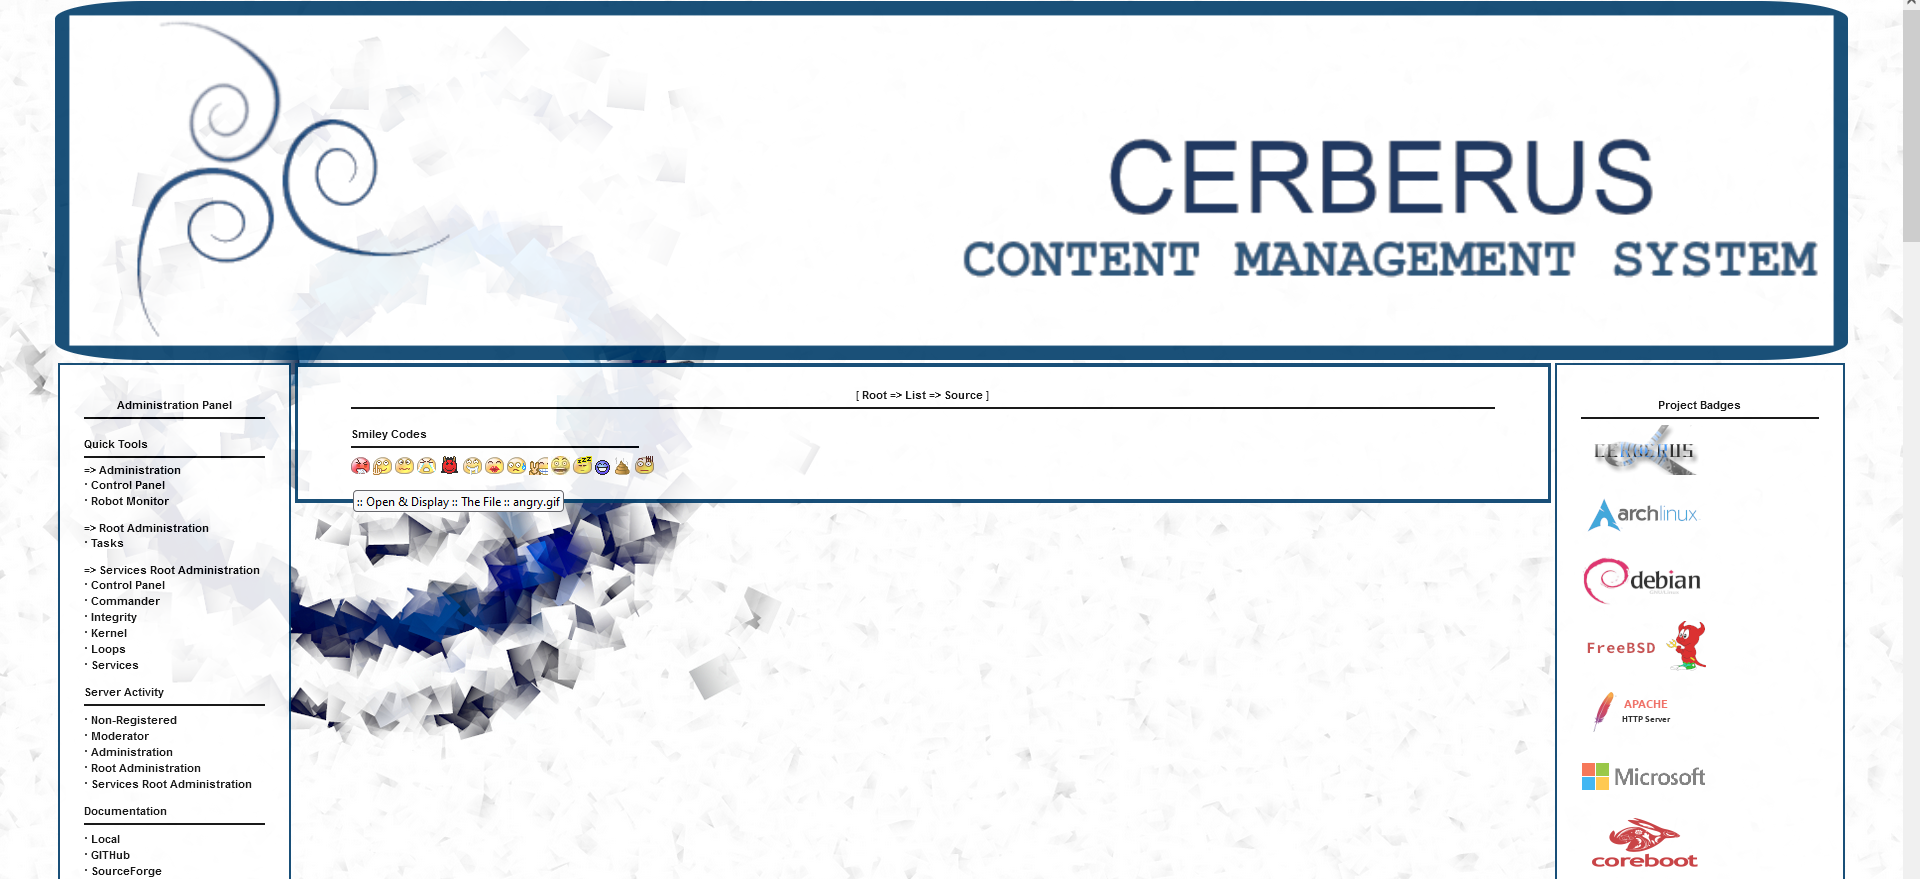 CERBERUS
CONTENT MANAGEMENT SYSTEM
Administration Panel
Quick Tools
=> Administration
· Control Panel
· Robot Monitor
=> Root Administration
· Tasks
=> Services Root Administration
· Control Panel
· Commander
· Integrity
· Kernel
· Loops
· Services
Server Activity
· Non-Registered
· Moderator
· Administration
· Root Administration
· Services Root Administration
Documentation
· Local
· GITHub
· SourceForge
[ Root => List => Source ]
Smiley Codes
:: Open & Display :: The File :: angry.gif
Project Badges
CERBERUS
archlinux
debian
FreeBSD
APACHE
HTTP Server
Microsoft
coreboot